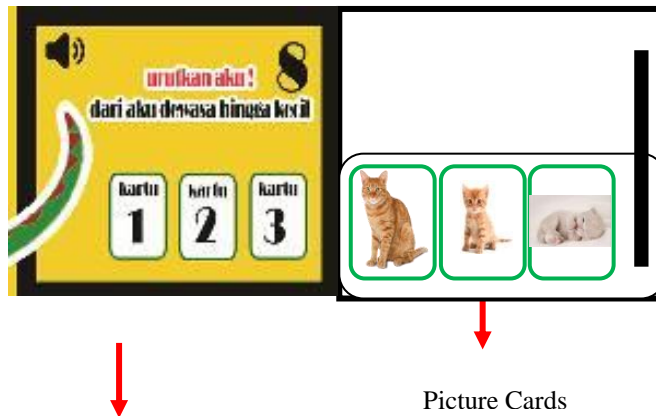 8
urutkan aku !
dari aku dewasa hingga kecil
kartu kartu kartu
1 2 3
Picture Cards